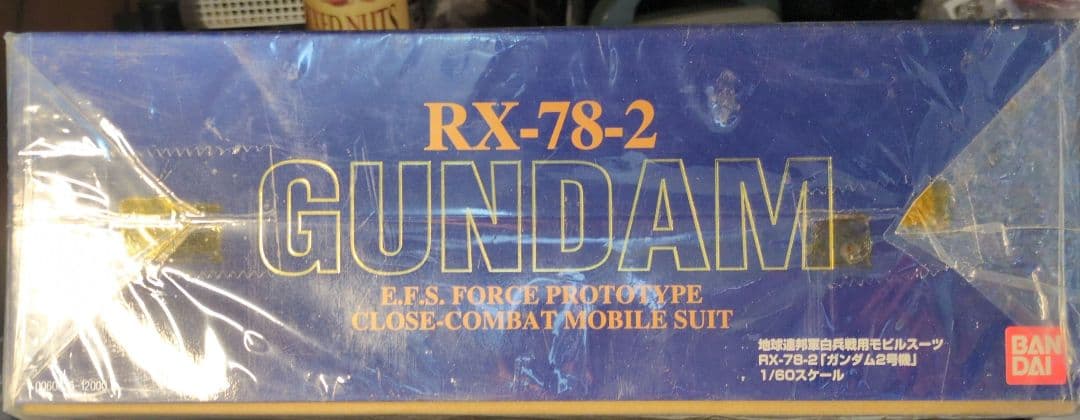 RX-78-2
GUNDAM
E.F.S. FORCE PROTOTYPE
CLOSE-COMBAT MOBILE SUIT
地球連邦軍白兵戦用モビルスーツ
RX-78-2「ガンダム2号機」
1/60スケール
BAN
DAI